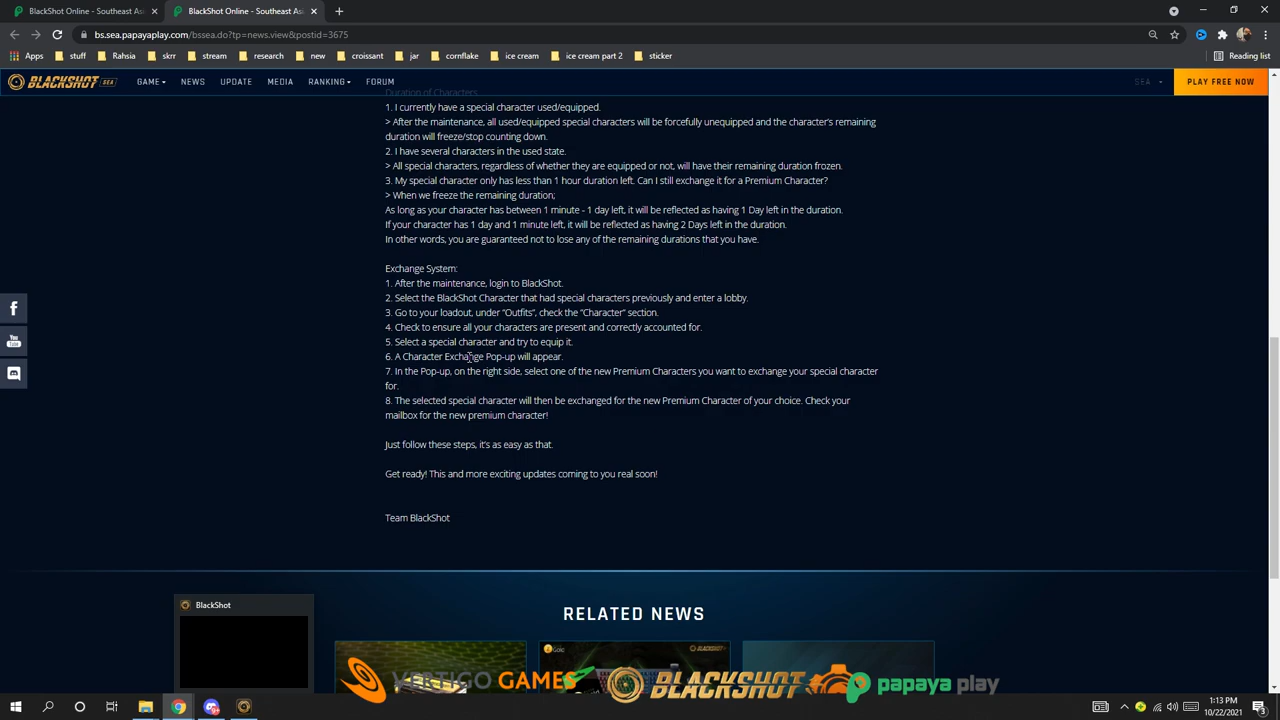 BlackShot Online - Southeast Asi
BlackShot Online - Southeast Asi
bs.sea.papayaplay.com/bssea.do?tp=news.view&postid=3675
Apps stuff Rahsia skrr stream research new croissant jar cornflake ice cream ice cream part 2 sticker Reading list
BLACKSHOT SEA GAME NEWS UPDATE MEDIA RANKING FORUM SEA PLAY FREE NOW
Duration of Characters
1. I currently have a special character used/equipped.
> After the maintenance, all used/equipped special characters will be forcefully unequipped and the character's remaining
duration will freeze/stop counting down.
2. I have several characters in the used state.
> All special characters, regardless of whether they are equipped or not, will have their remaining duration frozen.
3. My special character only has less than 1 hour duration left. Can I still exchange it for a Premium Character?
> When we freeze the remaining duration;
As long as your character has between 1 minute - 1 day left, it will be reflected as having 1 Day left in the duration.
If your character has 1 day and 1 minute left, it will be reflected as having 2 Days left in the duration.
In other words, you are guaranteed not to lose any of the remaining durations that you have.
Exchange System:
1. After the maintenance, login to BlackShot.
2. Select the BlackShot Character that had special characters previously and enter a lobby.
3. Go to your loadout, under "Outfits", check the "Character" section.
4. Check to ensure all your characters are present and correctly accounted for.
5. Select a special character and try to equip it.
6. A Character Exchange Pop-up will appear.
7. In the Pop-up, on the right side, select one of the new Premium Characters you want to exchange your special character
for.
8. The selected special character will then be exchanged for the new Premium Character of your choice. Check your
mailbox for the new premium character!
Just follow these steps, it's as easy as that.
Get ready! This and more exciting updates coming to you real soon!
Team BlackShot
BlackShot
RELATED NEWS
VERTIGO GAMES BLACKSHOT papaya play
1:13 PM
10/22/2021